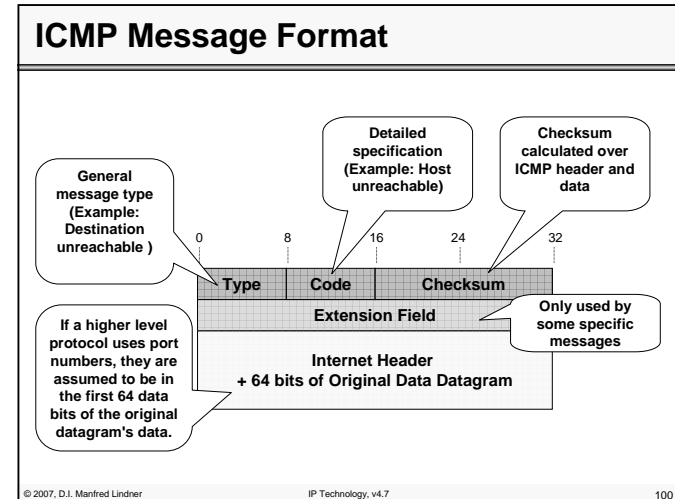 ICMP Message Format
Detailed
specification
(Example: Host
unreachable)
Checksum
calculated over
ICMP header and
data
General
message type
(Example:
Destination
unreachable )
0 8 16 24 32
Type Code Checksum
Extension Field
Only used by
some specific
messages
If a higher level
protocol uses port
numbers, they are
assumed to be in
the first 64 data
bits of the original
datagram's data.
Internet Header
+ 64 bits of Original Data Datagram
© 2007, D.I. Manfred Lindner IP Technology, v4.7 100